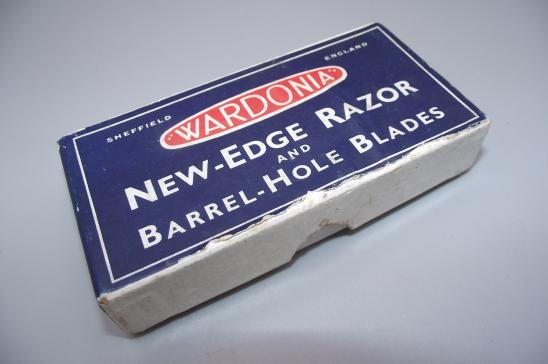 SHEFFIELD ENGLAND
"WARDONIA"
NEW-EDGE RAZOR
AND
BARREL-HOLE BLADES